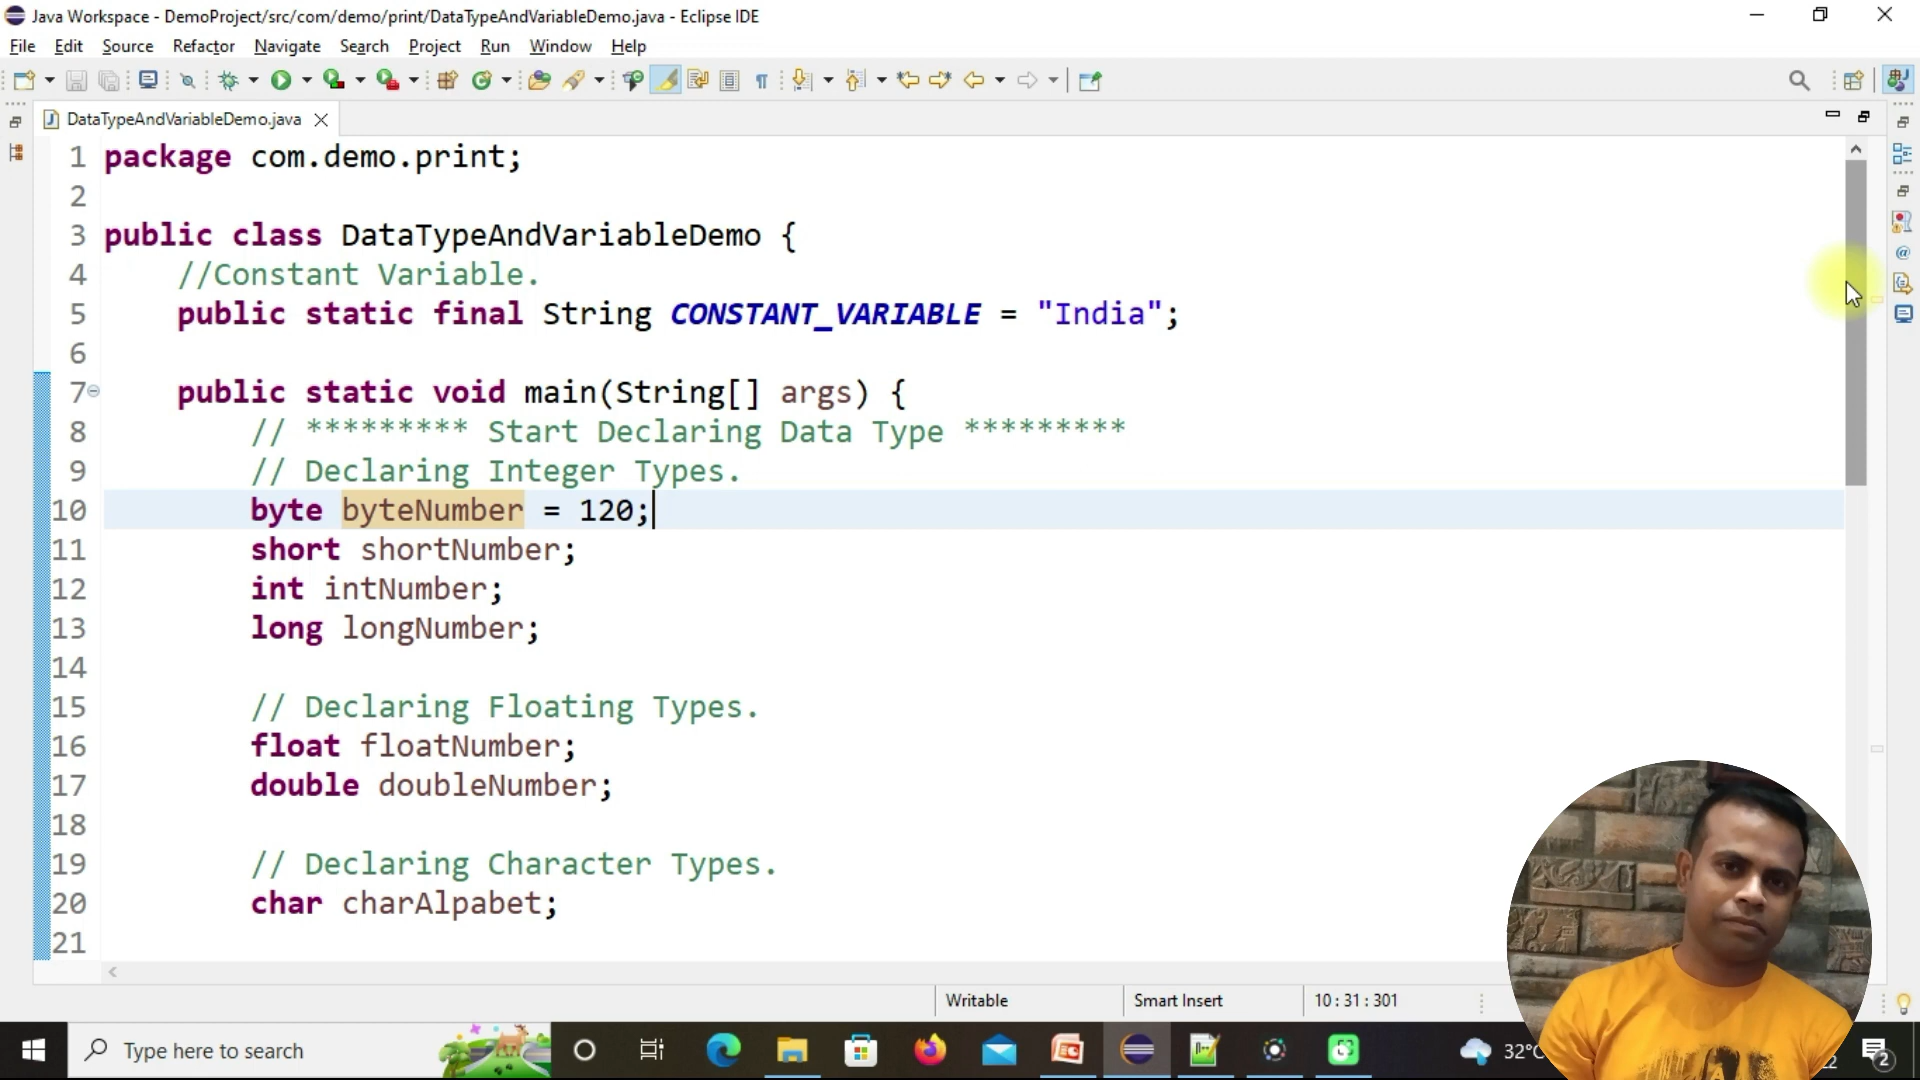 Java Workspace - DemoProject/src/com/demo/print/DataTypeAndVariableDemo.java - Eclipse IDE
File Edit Source Refactor Navigate Search Project Run Window Help
DataTypeAndVariableDemo.java
1 package com.demo.print;
2
3 public class DataTypeAndVariableDemo {
4 //Constant Variable.
5 public static final String CONSTANT_VARIABLE = "India";
6
7 public static void main(String[] args) {
8 // ********* Start Declaring Data Type *********
9 // Declaring Integer Types.
10 byte byteNumber = 120;
11 short shortNumber;
12 int intNumber;
13 long longNumber;
14
15 // Declaring Floating Types.
16 float floatNumber;
17 double doubleNumber;
18
19 // Declaring Character Types.
20 char charAlpabet;
21
Writable Smart Insert 10 : 31 : 301
Type here to search 32°C 2